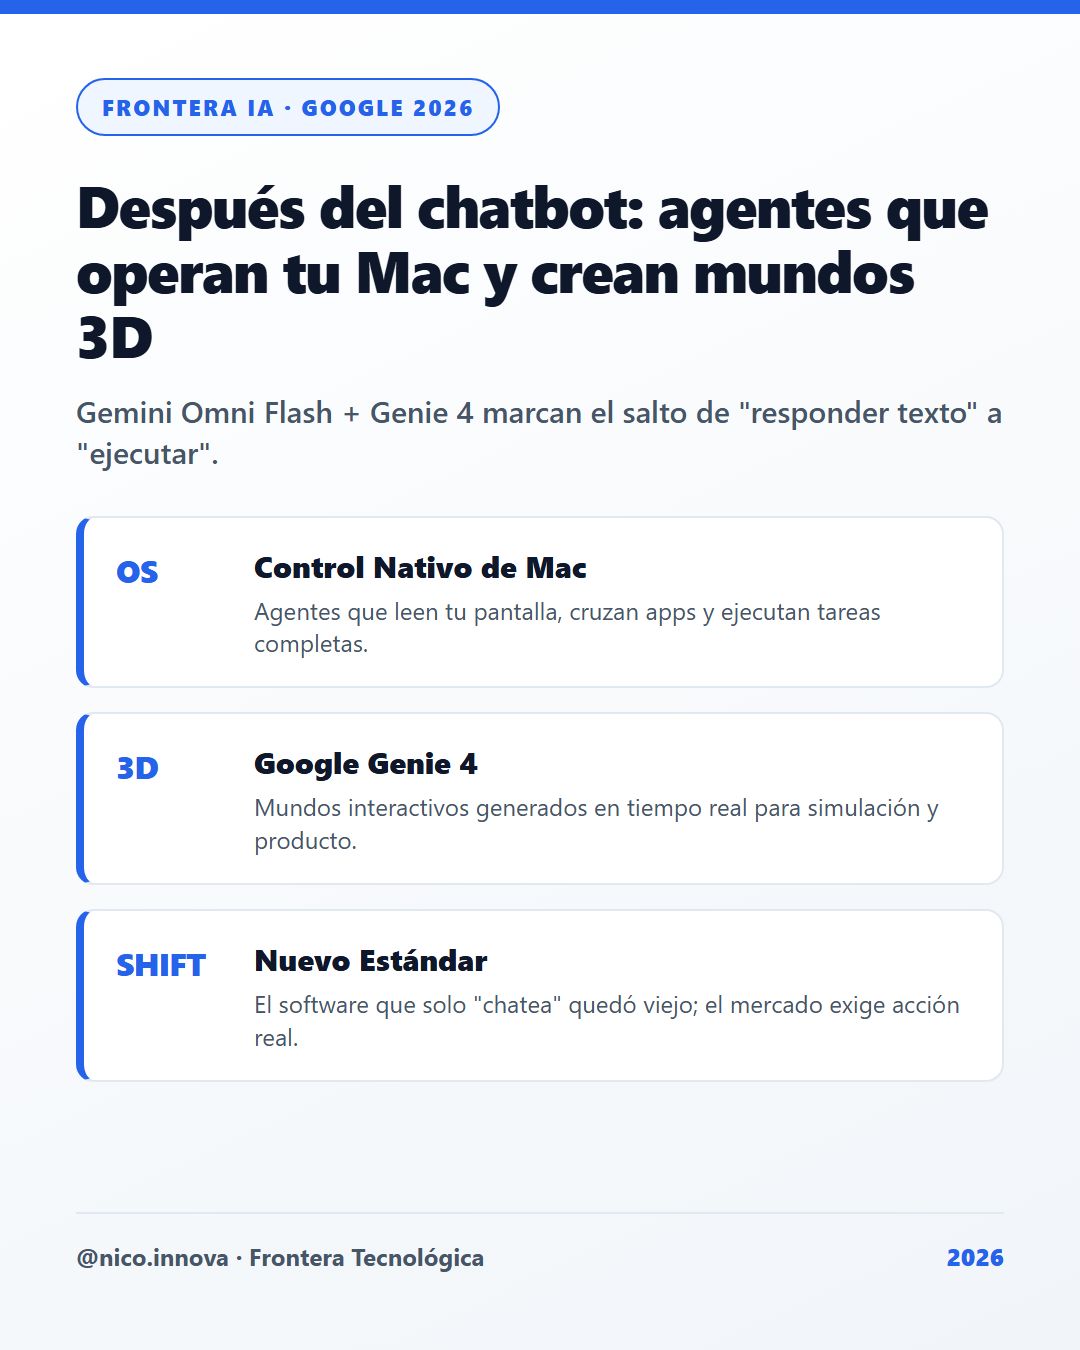 FRONTERA IA · GOOGLE 2026
Después del chatbot: agentes que
operan tu Mac y crean mundos
3D
Gemini Omni Flash + Genie 4 marcan el salto de "responder texto" a
"ejecutar".
OS
Control Nativo de Mac
Agentes que leen tu pantalla, cruzan apps y ejecutan tareas
completas.
3D
Google Genie 4
Mundos interactivos generados en tiempo real para simulación y
producto.
SHIFT
Nuevo Estándar
El software que solo "chatea" quedó viejo; el mercado exige acción
real.
@nico.innova · Frontera Tecnológica
2026